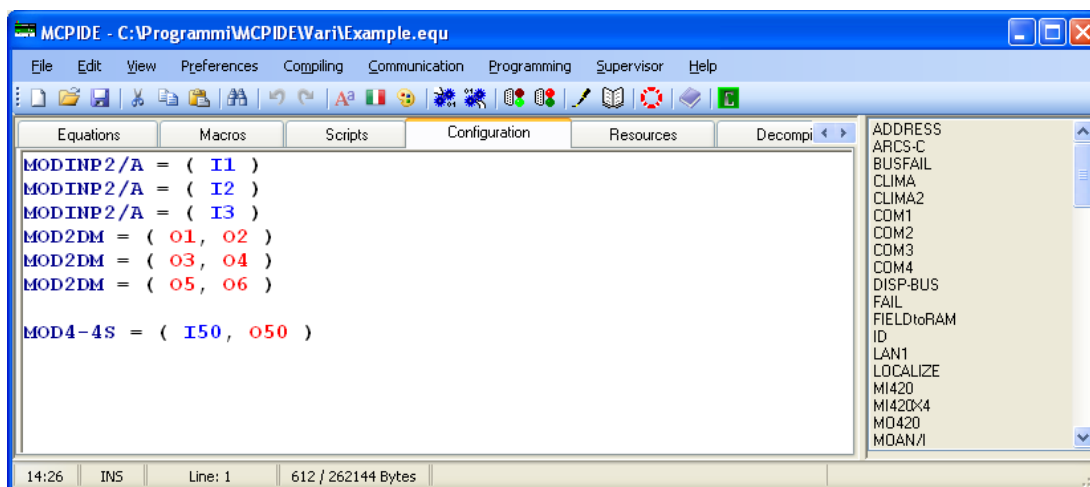 MCPIDE - C:\Programmi\MCPIDE\Vari\Example.equ
File Edit View Preferences Compiling Communication Programming Supervisor Help
Equations Macros Scripts Configuration Resources Decompi
MODINP2/A = ( I1 )
MODINP2/A = ( I2 )
MODINP2/A = ( I3 )
MOD2DM = ( O1, O2 )
MOD2DM = ( O3, O4 )
MOD2DM = ( O5, O6 )
MOD4-4S = ( I50, O50 )
ADDRESS
ARCS-C
BUSFAIL
CLIMA
CLIMA2
COM1
COM2
COM3
COM4
DISP-BUS
FAIL
FIELDtoRAM
ID
LAN1
LOCALIZE
MI420
MI420X4
MO420
MOAN/I
14:26 INS Line: 1 612 / 262144 Bytes